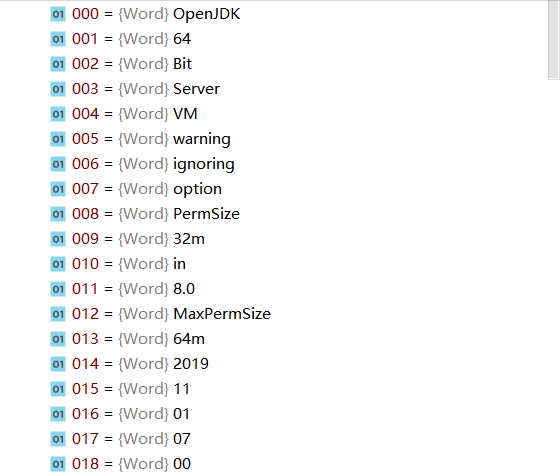 01 000 = {Word} OpenJDK
01 001 = {Word} 64
01 002 = {Word} Bit
01 003 = {Word} Server
01 004 = {Word} VM
01 005 = {Word} warning
01 006 = {Word} ignoring
01 007 = {Word} option
01 008 = {Word} PermSize
01 009 = {Word} 32m
01 010 = {Word} in
01 011 = {Word} 8.0
01 012 = {Word} MaxPermSize
01 013 = {Word} 64m
01 014 = {Word} 2019
01 015 = {Word} 11
01 016 = {Word} 01
01 017 = {Word} 07
01 018 = {Word} 00